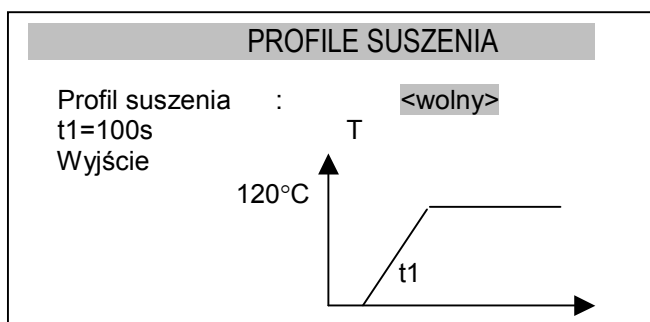 PROFILE SUSZENIA
Profil suszenia : <wolny>
t1=100s T
Wyjście
120°C
t1